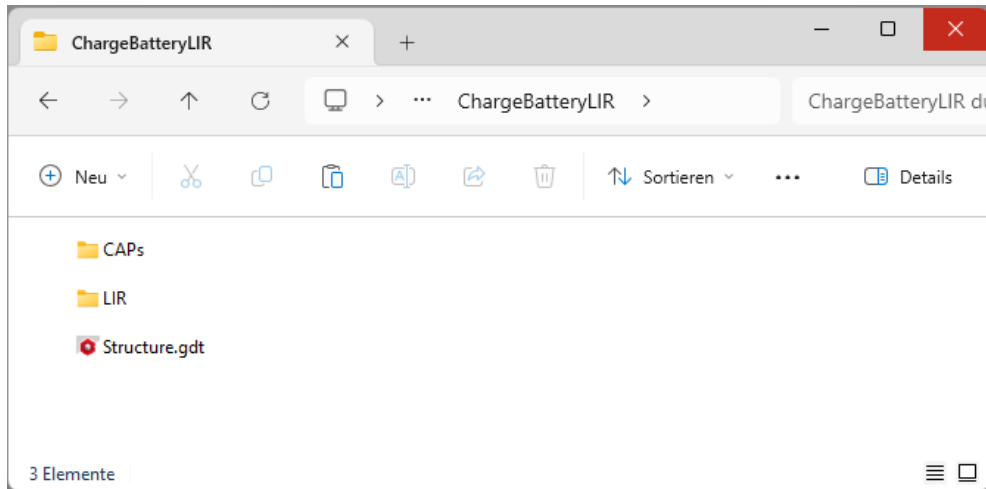 ChargeBatteryLIR
ChargeBatteryLIR
ChargeBatteryLIR du
Neu
Sortieren
Details
CAPs
LIR
Structure.gdt
3 Elemente